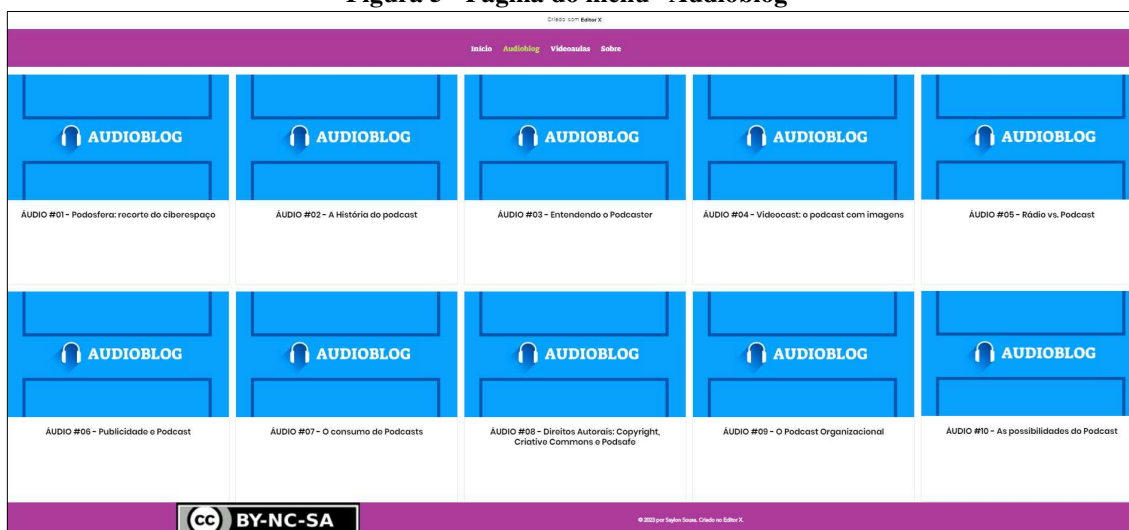 Figura 5 - Página do menu "Audioblog"
Criado com Editor X
Início Audioblog Videoaulas Sobre
AUDIOBLOG AUDIOBLOG AUDIOBLOG AUDIOBLOG AUDIOBLOG
ÁUDIO #01 - Podosfera: recorte do ciberespaço
ÁUDIO #02 - A História do podcast
ÁUDIO #03 - Entendendo o Podcaster
ÁUDIO #04 - Videocast: o podcast com imagens
ÁUDIO #05 - Rádio vs. Podcast
AUDIOBLOG AUDIOBLOG AUDIOBLOG AUDIOBLOG AUDIOBLOG
ÁUDIO #06 - Publicidade e Podcast
ÁUDIO #07 - O consumo de Podcasts
ÁUDIO #08 - Direitos Autorais: Copyright,
Criative Commons e Podsafe
ÁUDIO #09 - O Podcast Organizacional
ÁUDIO #10 - As possibilidades do Podcast
cc BY-NC-SA
© 2023 por Saylon Sousa. Criado no Editor X.